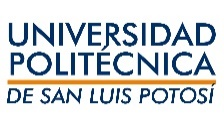 UNIVERSIDAD
POLITÉCNICA
DE SAN LUIS POTOSÍ